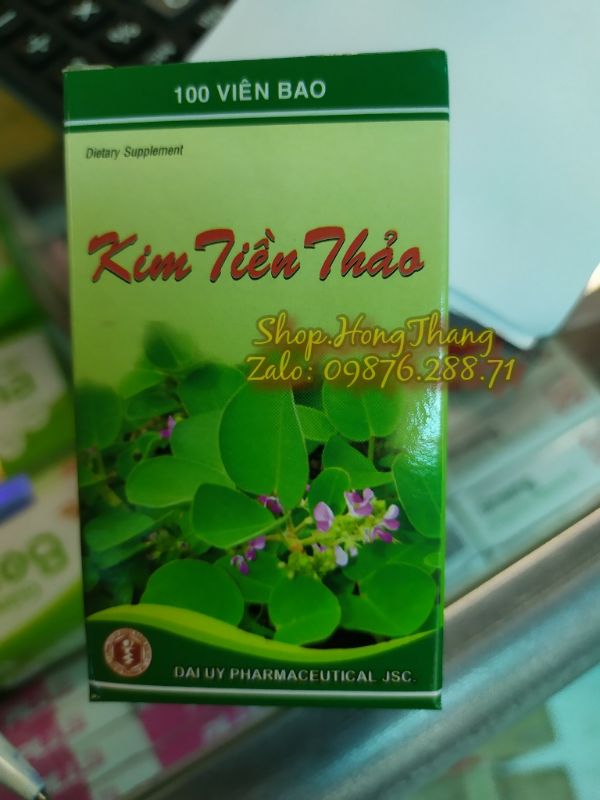 100 VIÊN BAO
Dietary Supplement
Kim Tiền Thảo
Shop.HongThang
Zalo: 09876.288.71
DAI UY PHARMACEUTICAL JSC.